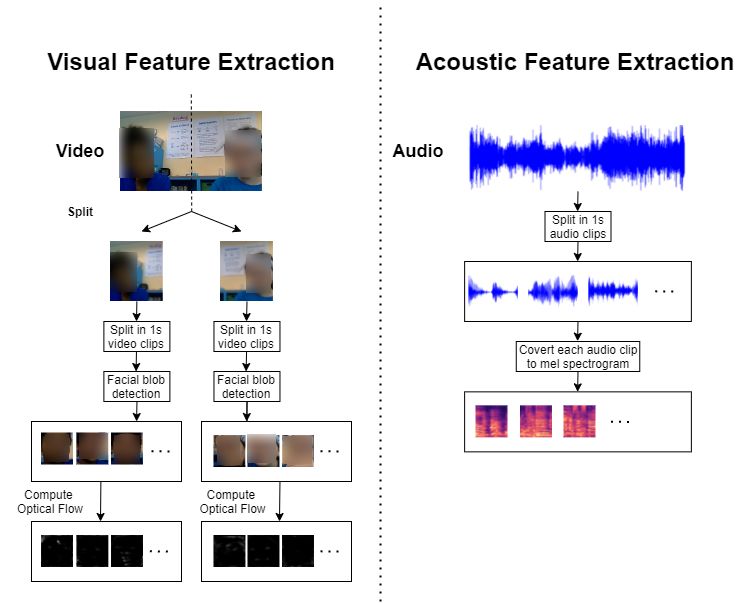 Visual Feature Extraction
Video
Split
Split in 1s
video clips
Split in 1s
video clips
Facial blob
detection
Facial blob
detection
...
...
Compute
Optical Flow
Compute
Optical Flow
...
...
Acoustic Feature Extraction
Audio
Split in 1s
audio clips
...
Covert each audio clip
to mel spectrogram
...